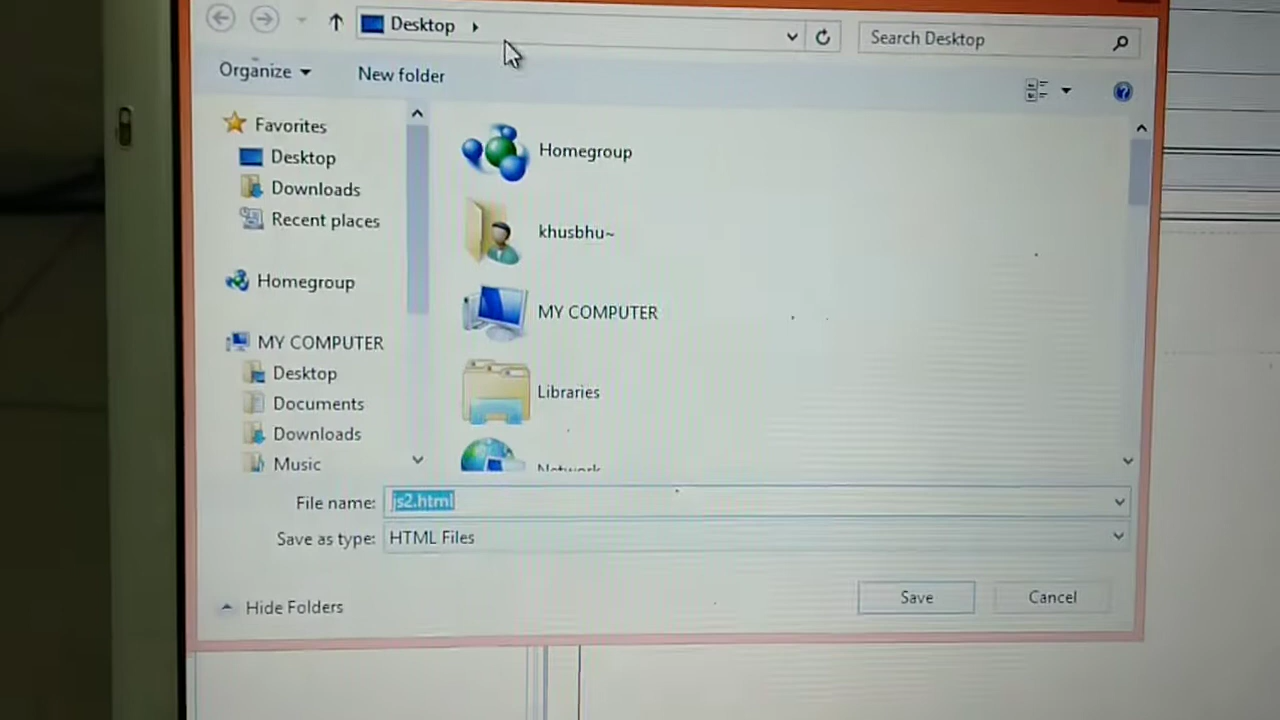 Desktop
Search Desktop
Organize
New folder
Favorites
Desktop
Downloads
Recent places
Homegroup
MY COMPUTER
Desktop
Documents
Downloads
Music
Homegroup
khusbhu~
MY COMPUTER
Libraries
Network
File name: js2.html
Save as type: HTML Files
Hide Folders
Save
Cancel